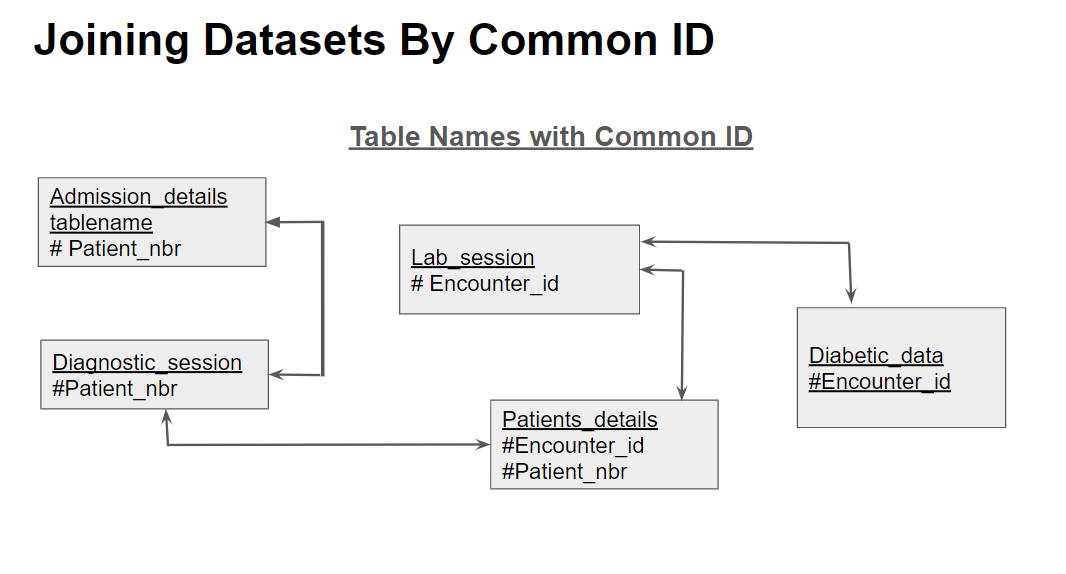 Joining Datasets By Common ID
Table Names with Common ID
Admission_details
tablename
# Patient_nbr
Lab_session
# Encounter_id
Diagnostic_session
#Patient_nbr
Diabetic_data
#Encounter_id
Patients_details
#Encounter_id
#Patient_nbr